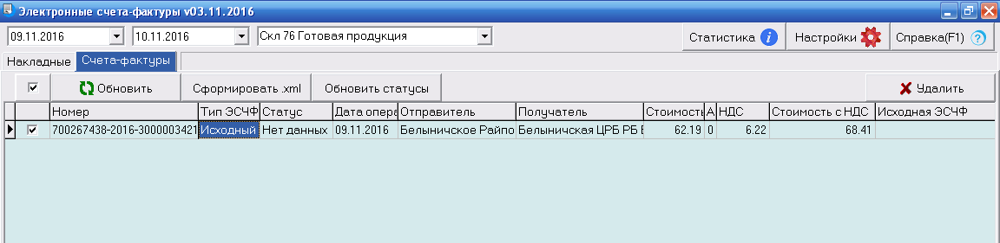 Электронные счета-фактуры v03.11.2016
09.11.2016 10.11.2016 Скл 76 Готовая продукция Статистика Настройки Справка(F1)
Накладные Счета-фактуры
Обновить Сформировать .xml Обновить статусы Удалить
Номер Тип ЭСЧФ Статус Дата опера Отправитель Получатель Стоимость А НДС Стоимость с НДС Исходная ЭСЧФ
700267438-2016-3000003421 Исходный Нет данных 09.11.2016 Белыничское Райпо Белыничская ЦРБ РБ 62.19 0 6.22 68.41